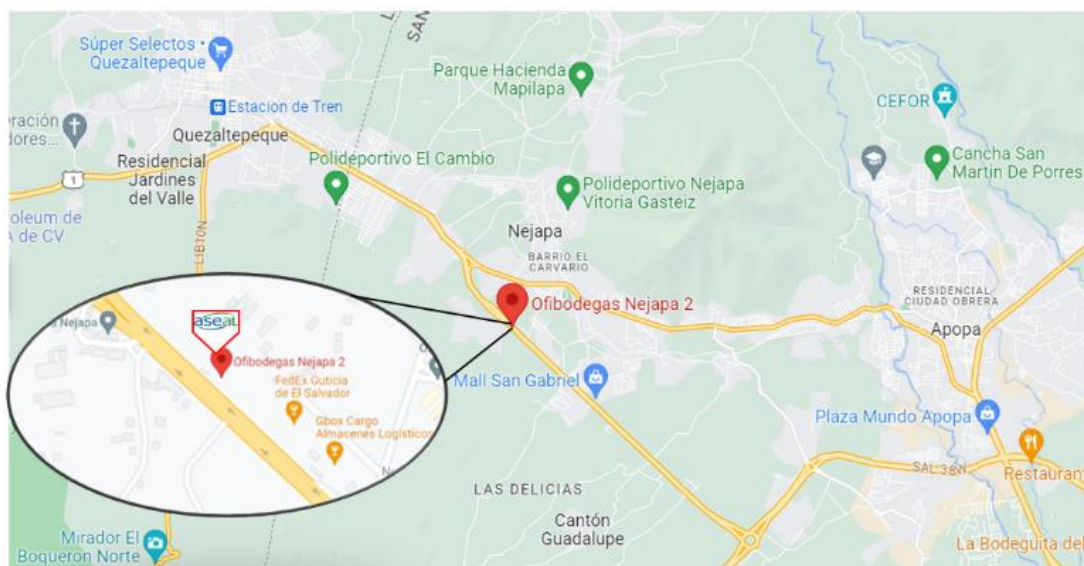 Súper Selectos •
Quezaltepeque
Parque Hacienda
Mapilapa
CEFOR
Estacion de Tren
Oración
dores...
Quezaltepeque
Polideportivo El Cambio
Cancha San
Martin De Porres
Residencial
Jardines
del Valle
1
Polideportivo Nejapa
Vitoria Gasteiz
óleum de
A de CV
Nejapa
LIB10N
BARRIO EL
CARVARIO
RESIDENCIAL
CIUDAD OBRERA
Ofibodegas Nejapa 2
Apopa
aseal
Nejapa
Ofibodegas Nejapa 2
FedEx Guticia
de El Salvador
Gbox Cargo
Almacenes Logísticos
Mall San Gabriel
Plaza Mundo Apopa
SAL 38N
Restaurant
LAS DELICIAS
Cantón
Guadalupe
Mirador El
Boqueron Norte
La Bodeguita del